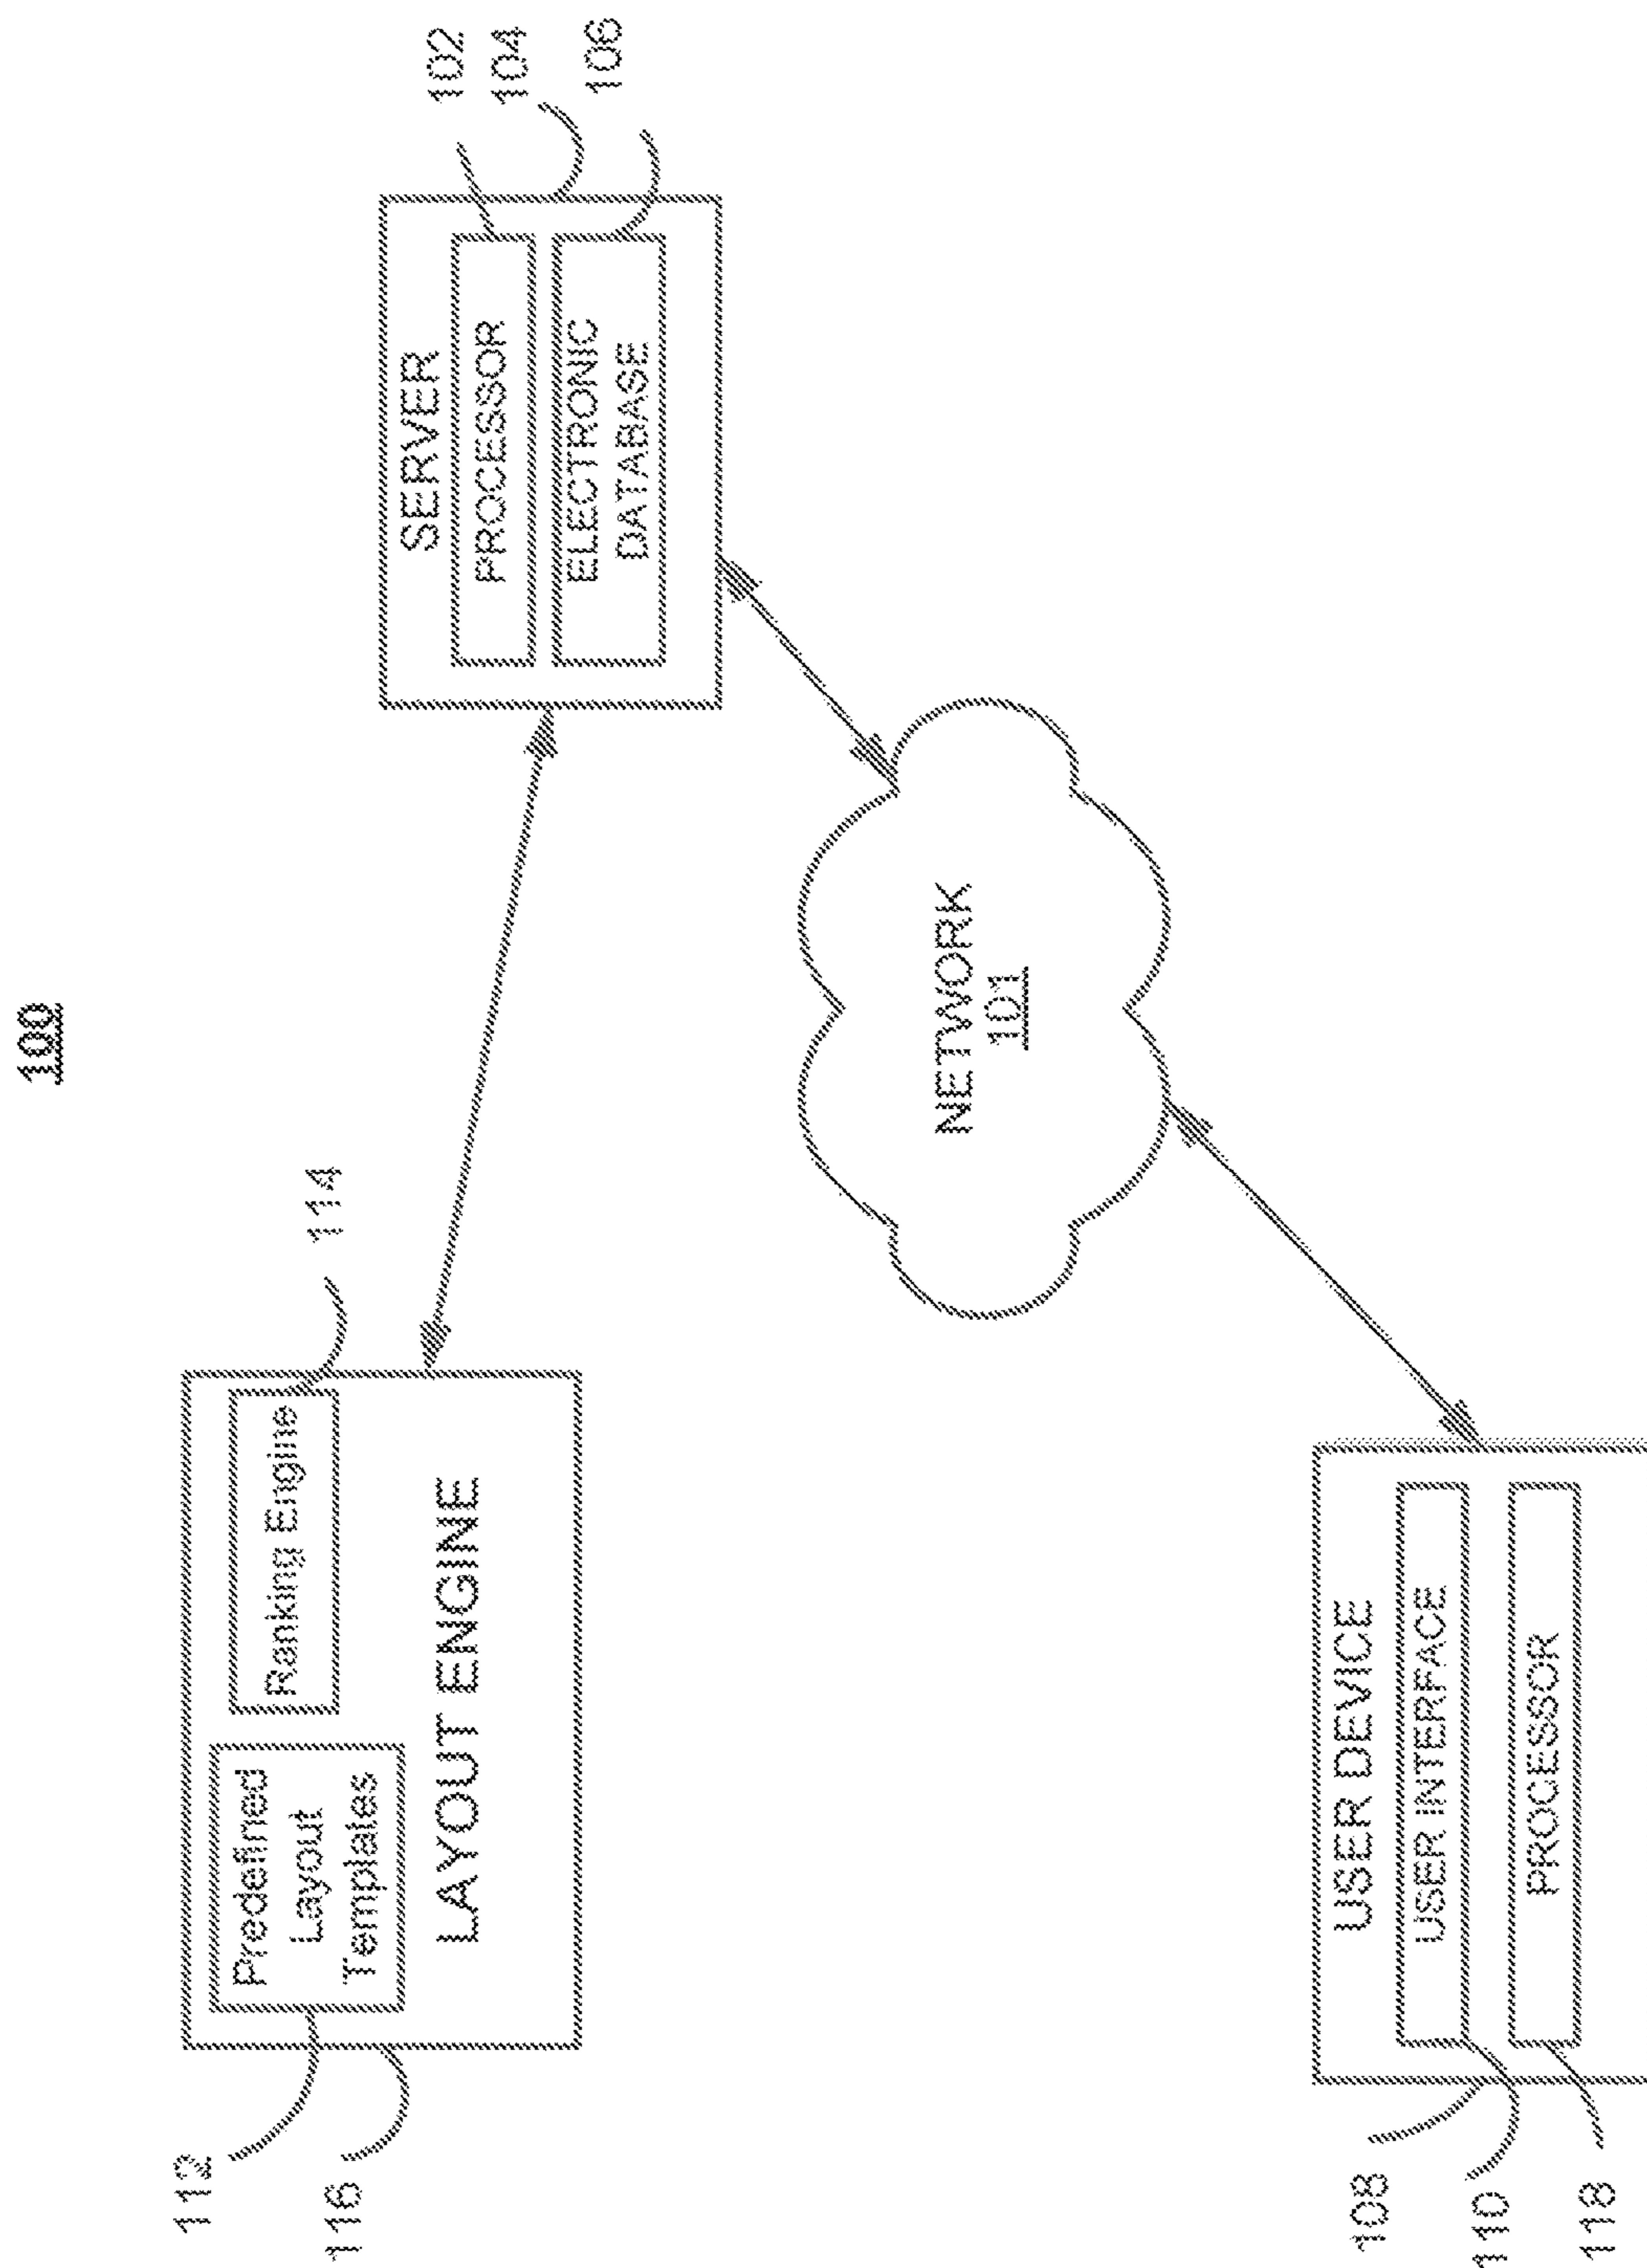 100
112
116
Predefined
Layout
Templates
Ranking Engine
LAYOUT ENGINE
114
SERVER
PROCESSOR
ELECTRONIC
DATABASE
102
104
106
NETWORK
101
USER DEVICE
USER INTERFACE
PROCESSOR
108
110
118